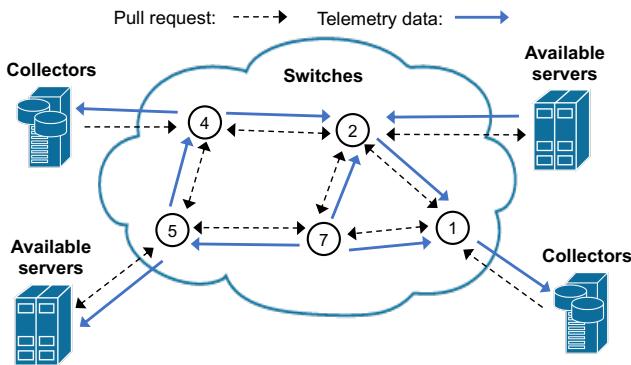 Pull request:
Telemetry data:
Collectors
Switches
Available
servers
4
2
5
7
1
Available
servers
Collectors